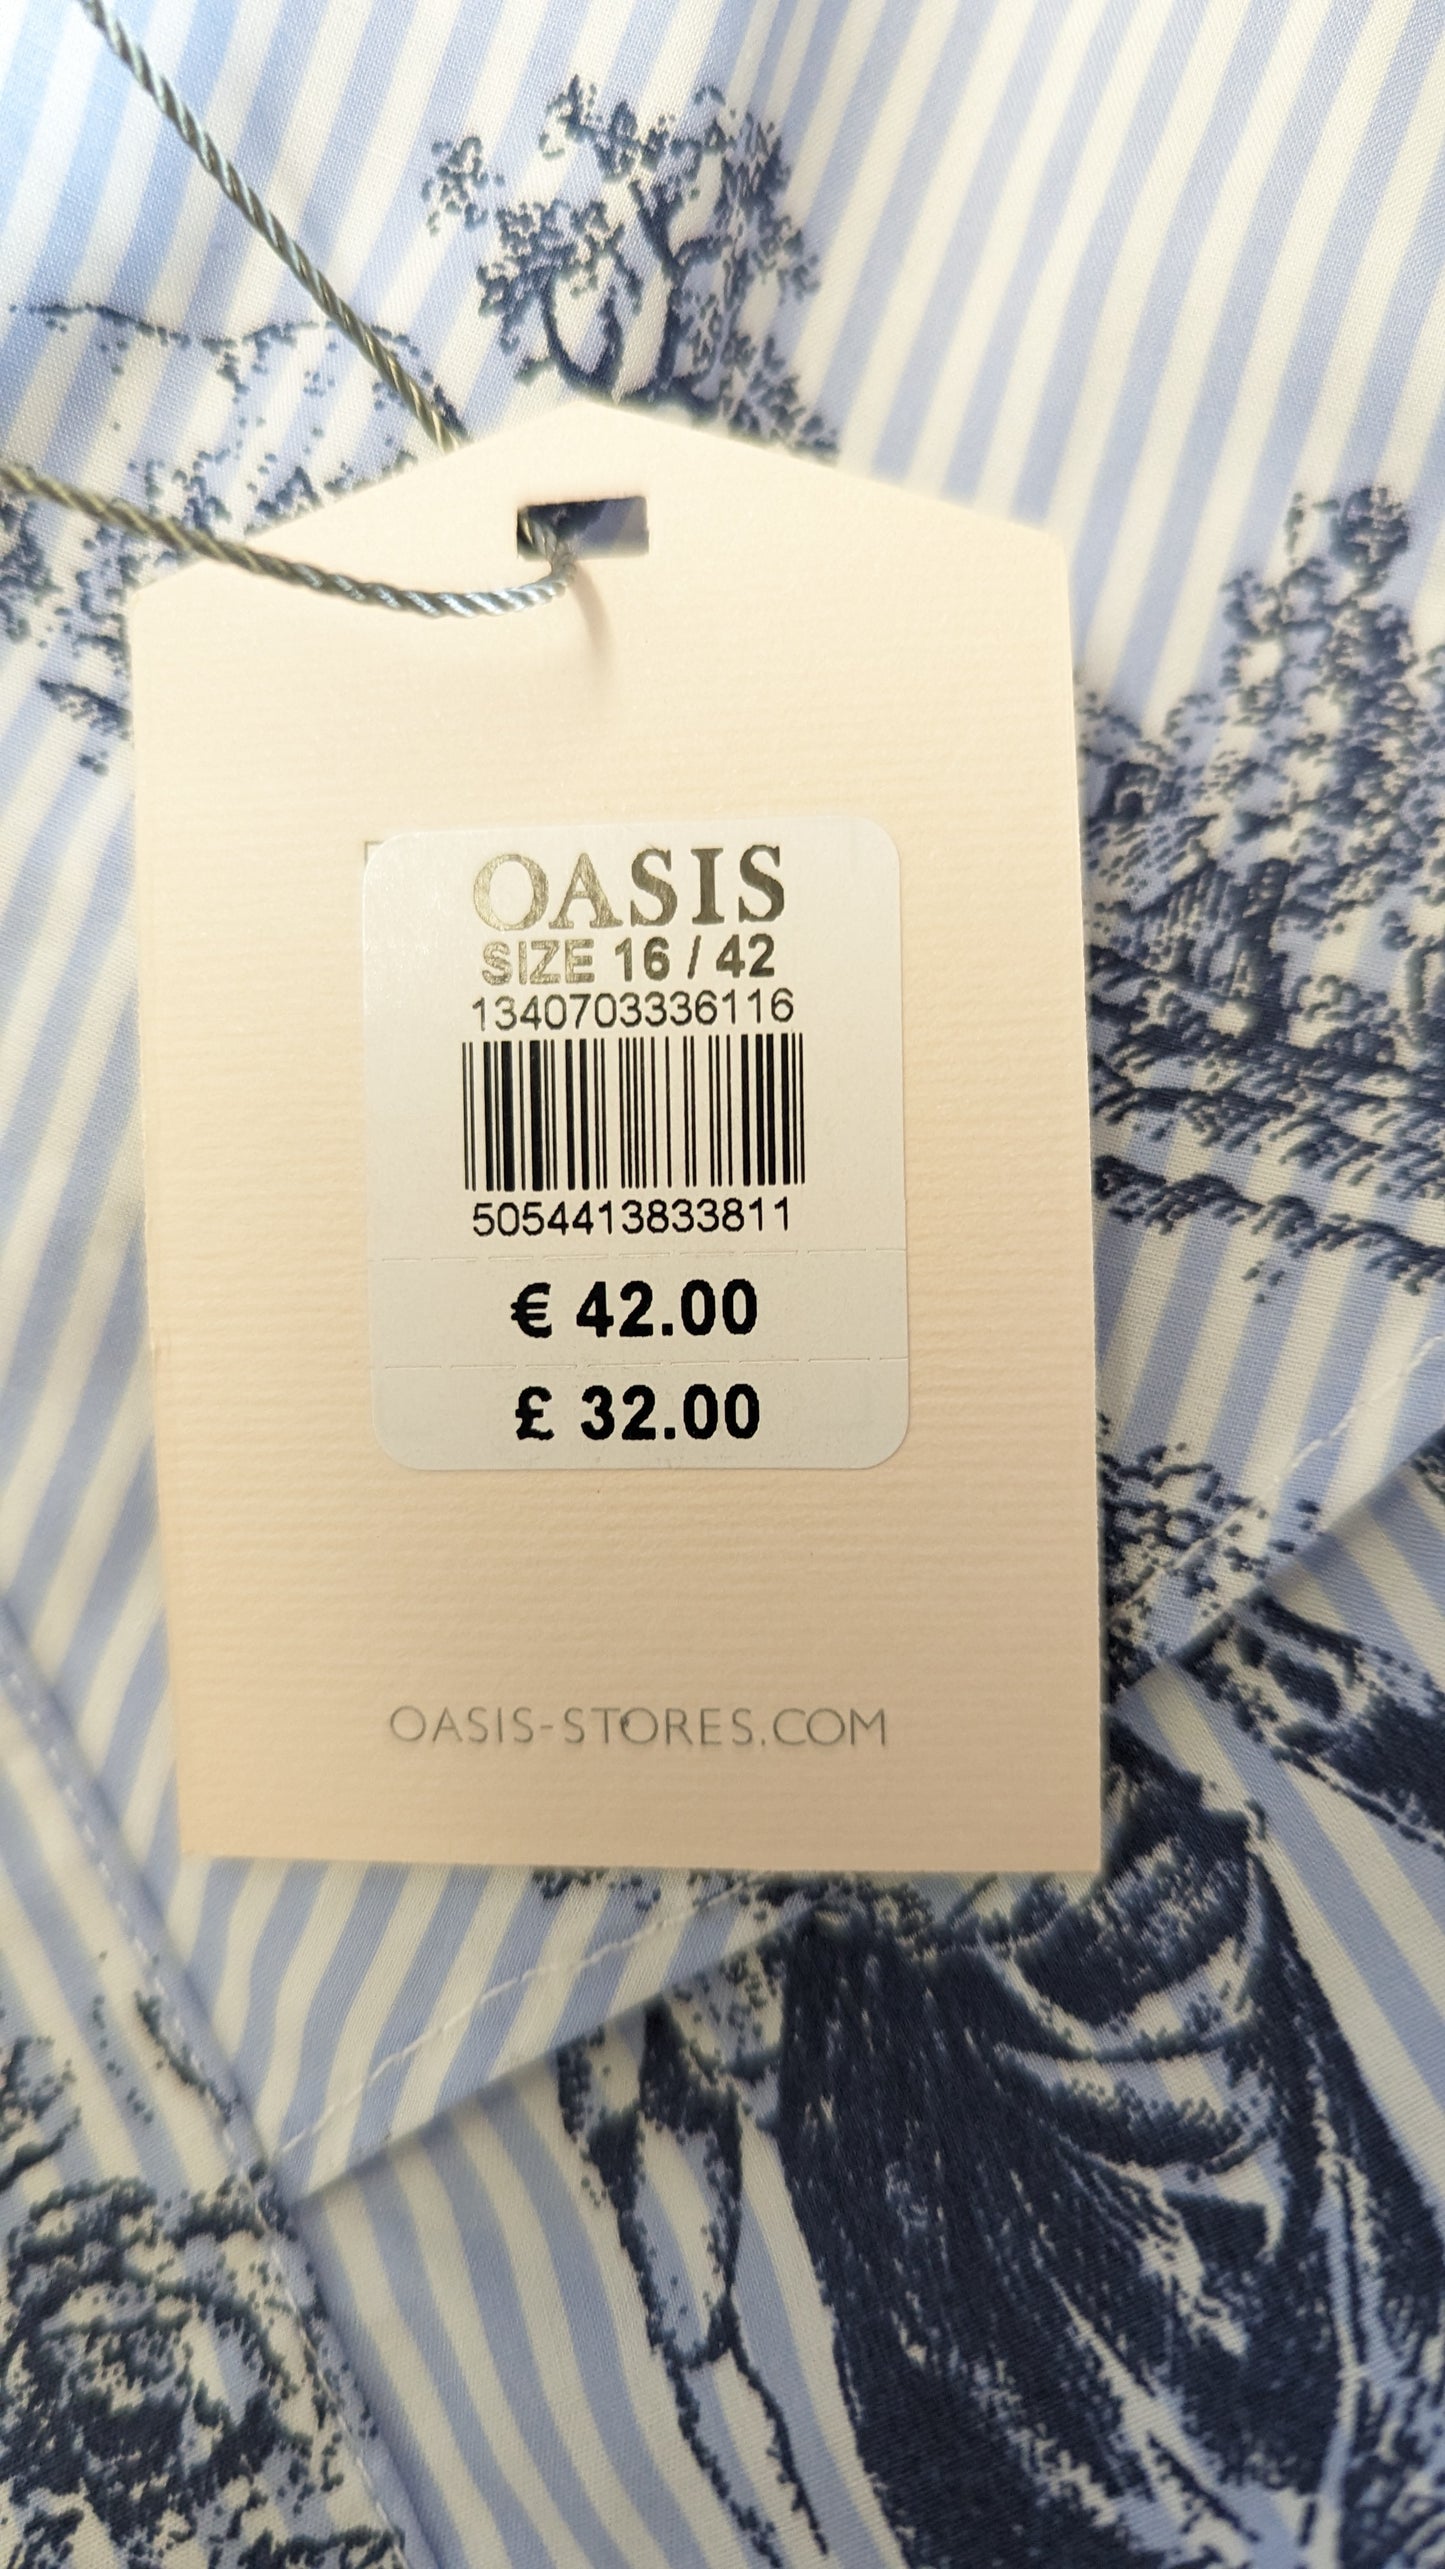 OASIS
SIZE 16 / 42
1340703336116
5054413833811
€ 42.00
£ 32.00
OASIS-STORES.COM